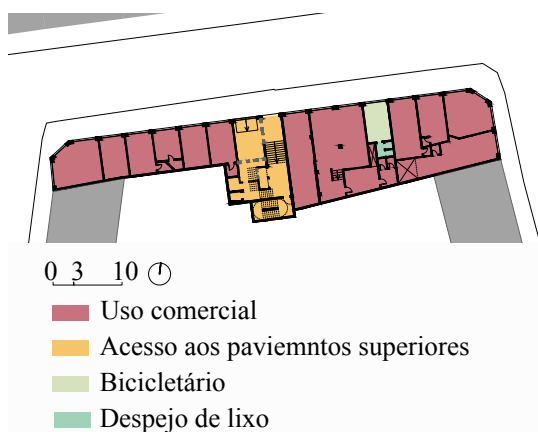 0 3 10
Uso comercial
Acesso aos paviemntos superiores
Bicicletário
Despejo de lixo